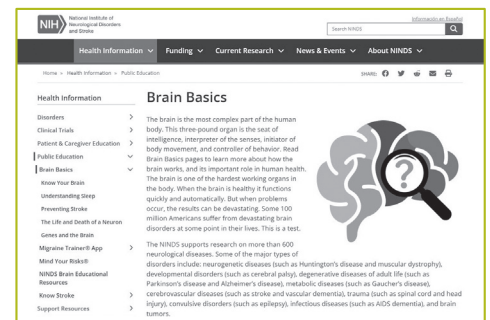 NIH National Institute of
Neurological Disorders
and Stroke
Información en Español
Search NINDS
Health Information Funding Current Research News & Events About NINDS
Home » Health Information » Public Education
SHARE:
Health Information
Disorders
Clinical Trials
Patient & Caregiver Education
Public Education
Brain Basics
Know Your Brain
Understanding Sleep
Preventing Stroke
The Life and Death of a Neuron
Genes and the Brain
Migraine Trainer® App
Mind Your Risks®
NINDS Brain Educational
Resources
Know Stroke
Support Resources
Brain Basics
The brain is the most complex part of the human
body. This three-pound organ is the seat of
intelligence, interpreter of the senses, initiator of
body movement, and controller of behavior. Read
Brain Basics pages to learn more about how the
brain works, and its important role in human health.
The brain is one of the hardest working organs in
the body. When the brain is healthy it functions
quickly and automatically. But when problems
occur, the results can be devastating. Some 100
million Americans suffer from devastating brain
disorders at some point in their lives. This is a test.
The NINDS supports research on more than 600
neurological diseases. Some of the major types of
disorders include: neurogenetic diseases (such as Huntington's disease and muscular dystrophy),
developmental disorders (such as cerebral palsy), degenerative diseases of adult life (such as
Parkinson's disease and Alzheimer's disease), metabolic diseases (such as Gaucher's disease),
cerebrovascular diseases (such as stroke and vascular dementia), trauma (such as spinal cord and head
injury), convulsive disorders (such as epilepsy), infectious diseases (such as AIDS dementia), and brain
tumors.
?